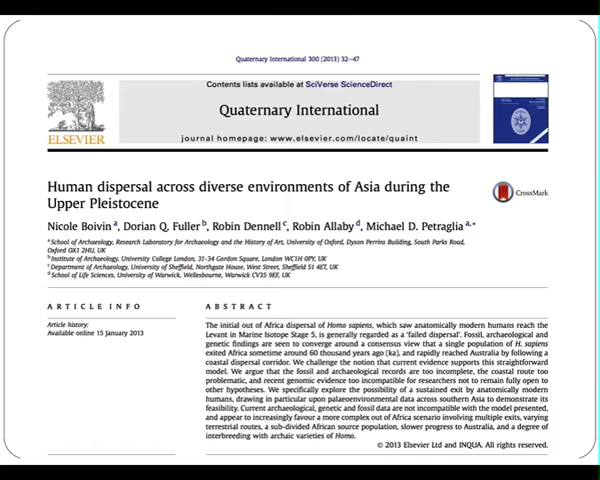 Quaternary International 300 (2013) 32–47
Contents lists available at SciVerse ScienceDirect
Quaternary International
journal homepage: www.elsevier.com/locate/quaint
ELSEVIER
Human dispersal across diverse environments of Asia during the
Upper Pleistocene
CrossMark
Nicole Boivin a, Dorian Q. Fuller b, Robin Dennell c, Robin Allaby d, Michael D. Petraglia a,*
a School of Archaeology, Research Laboratory for Archaeology and the History of Art, University of Oxford, Dyson Perrins Building, South Parks Road,
Oxford OX1 2HU, UK
b Institute of Archaeology, University College London, 31-34 Gordon Square, London WC1H 0PY, UK
c Department of Archaeology, University of Sheffield, Northgate House, West Street, Sheffield S1 4ET, UK
d School of Life Sciences, University of Warwick, Wellesbourne, Warwick CV35 9EF, UK
ARTICLE INFO
Article history:
Available online 15 January 2013
ABSTRACT
The initial out of Africa dispersal of Homo sapiens, which saw anatomically modern humans reach the
Levant in Marine Isotope Stage 5, is generally regarded as a 'failed dispersal'. Fossil, archaeological and
genetic findings are seen to converge around a consensus view that a single population of H. sapiens
exited Africa sometime around 60 thousand years ago (ka), and rapidly reached Australia by following a
coastal dispersal corridor. We challenge the notion that current evidence supports this straightforward
model. We argue that the fossil and archaeological records are too incomplete, the coastal route too
problematic, and recent genomic evidence too incompatible for researchers not to remain fully open to
other hypotheses. We specifically explore the possibility of a sustained exit by anatomically modern
humans, drawing in particular upon palaeoenvironmental data across southern Asia to demonstrate its
feasibility. Current archaeological, genetic and fossil data are not incompatible with the model presented,
and appear to increasingly favour a more complex out of Africa scenario involving multiple exits, varying
terrestrial routes, a sub-divided African source population, slower progress to Australia, and a degree of
interbreeding with archaic varieties of Homo.
© 2013 Elsevier Ltd and INQUA. All rights reserved.